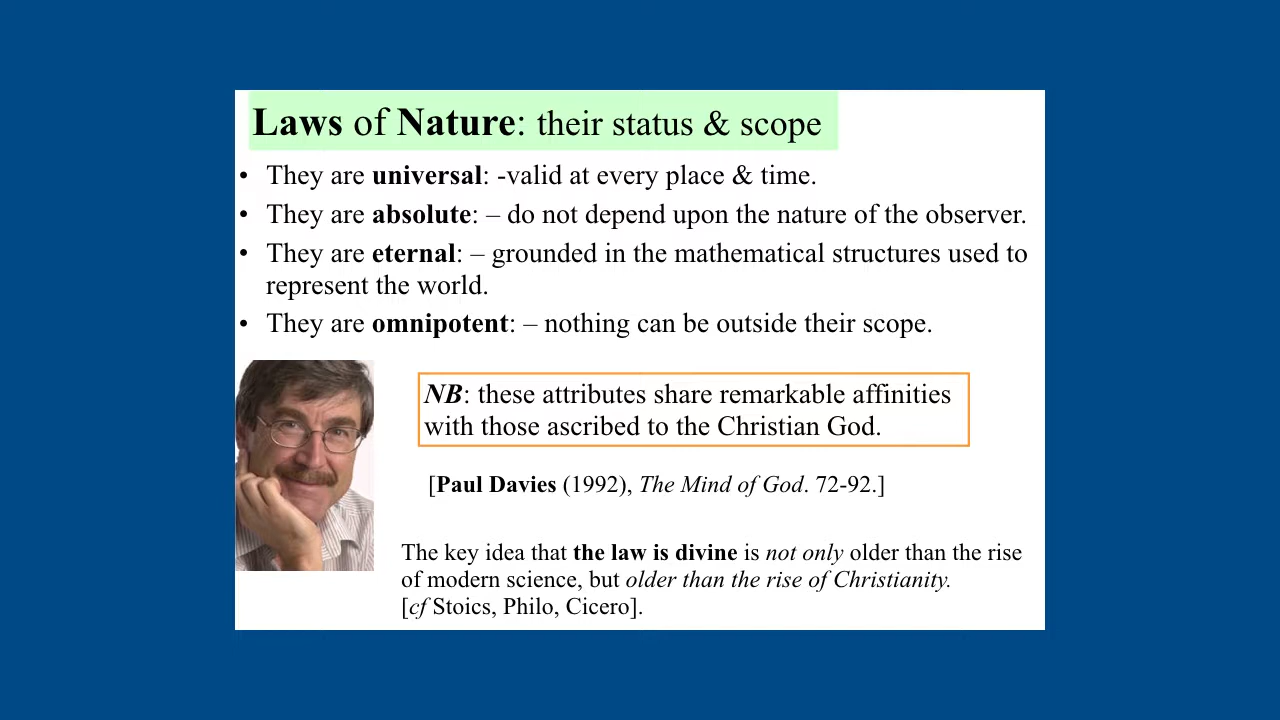 Laws of Nature: their status & scope
• They are universal: -valid at every place & time.
• They are absolute: – do not depend upon the nature of the observer.
• They are eternal: – grounded in the mathematical structures used to
represent the world.
• They are omnipotent: – nothing can be outside their scope.
NB: these attributes share remarkable affinities
with those ascribed to the Christian God.
[Paul Davies (1992), The Mind of God. 72-92.]
The key idea that the law is divine is not only older than the rise
of modern science, but older than the rise of Christianity.
[cf Stoics, Philo, Cicero].